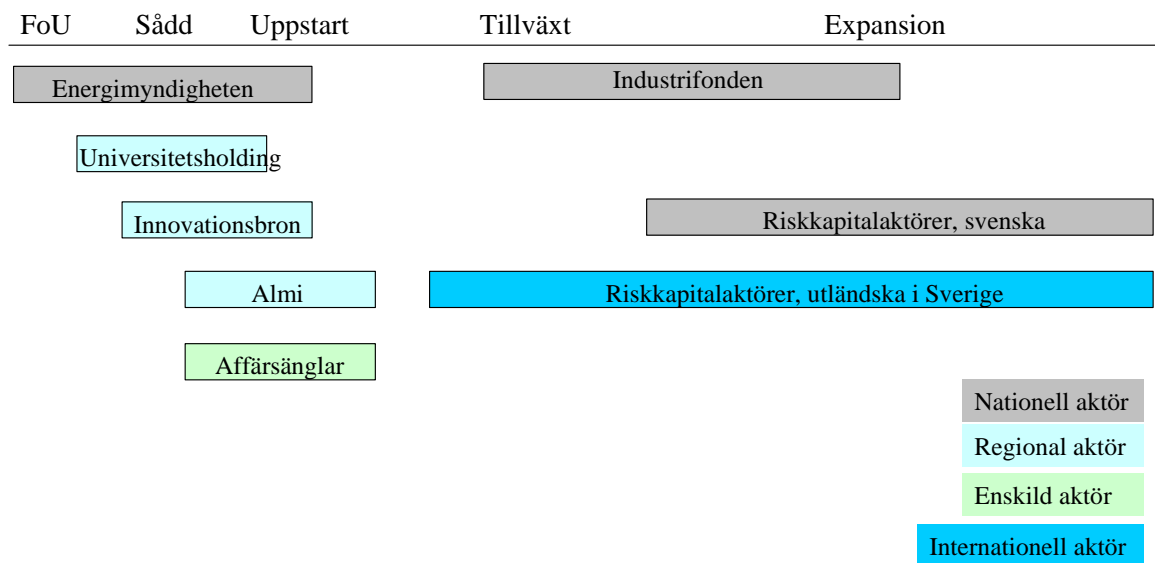 FoU Sådd Uppstart Tillväxt Expansion
Energimyndigheten Industrifonden
Universitetsholding
Innovationsbron Riskkapitalaktörer, svenska
Almi Riskkapitalaktörer, utländska i Sverige
Affärsänglar
Nationell aktör
Regional aktör
Enskild aktör
Internationell aktör